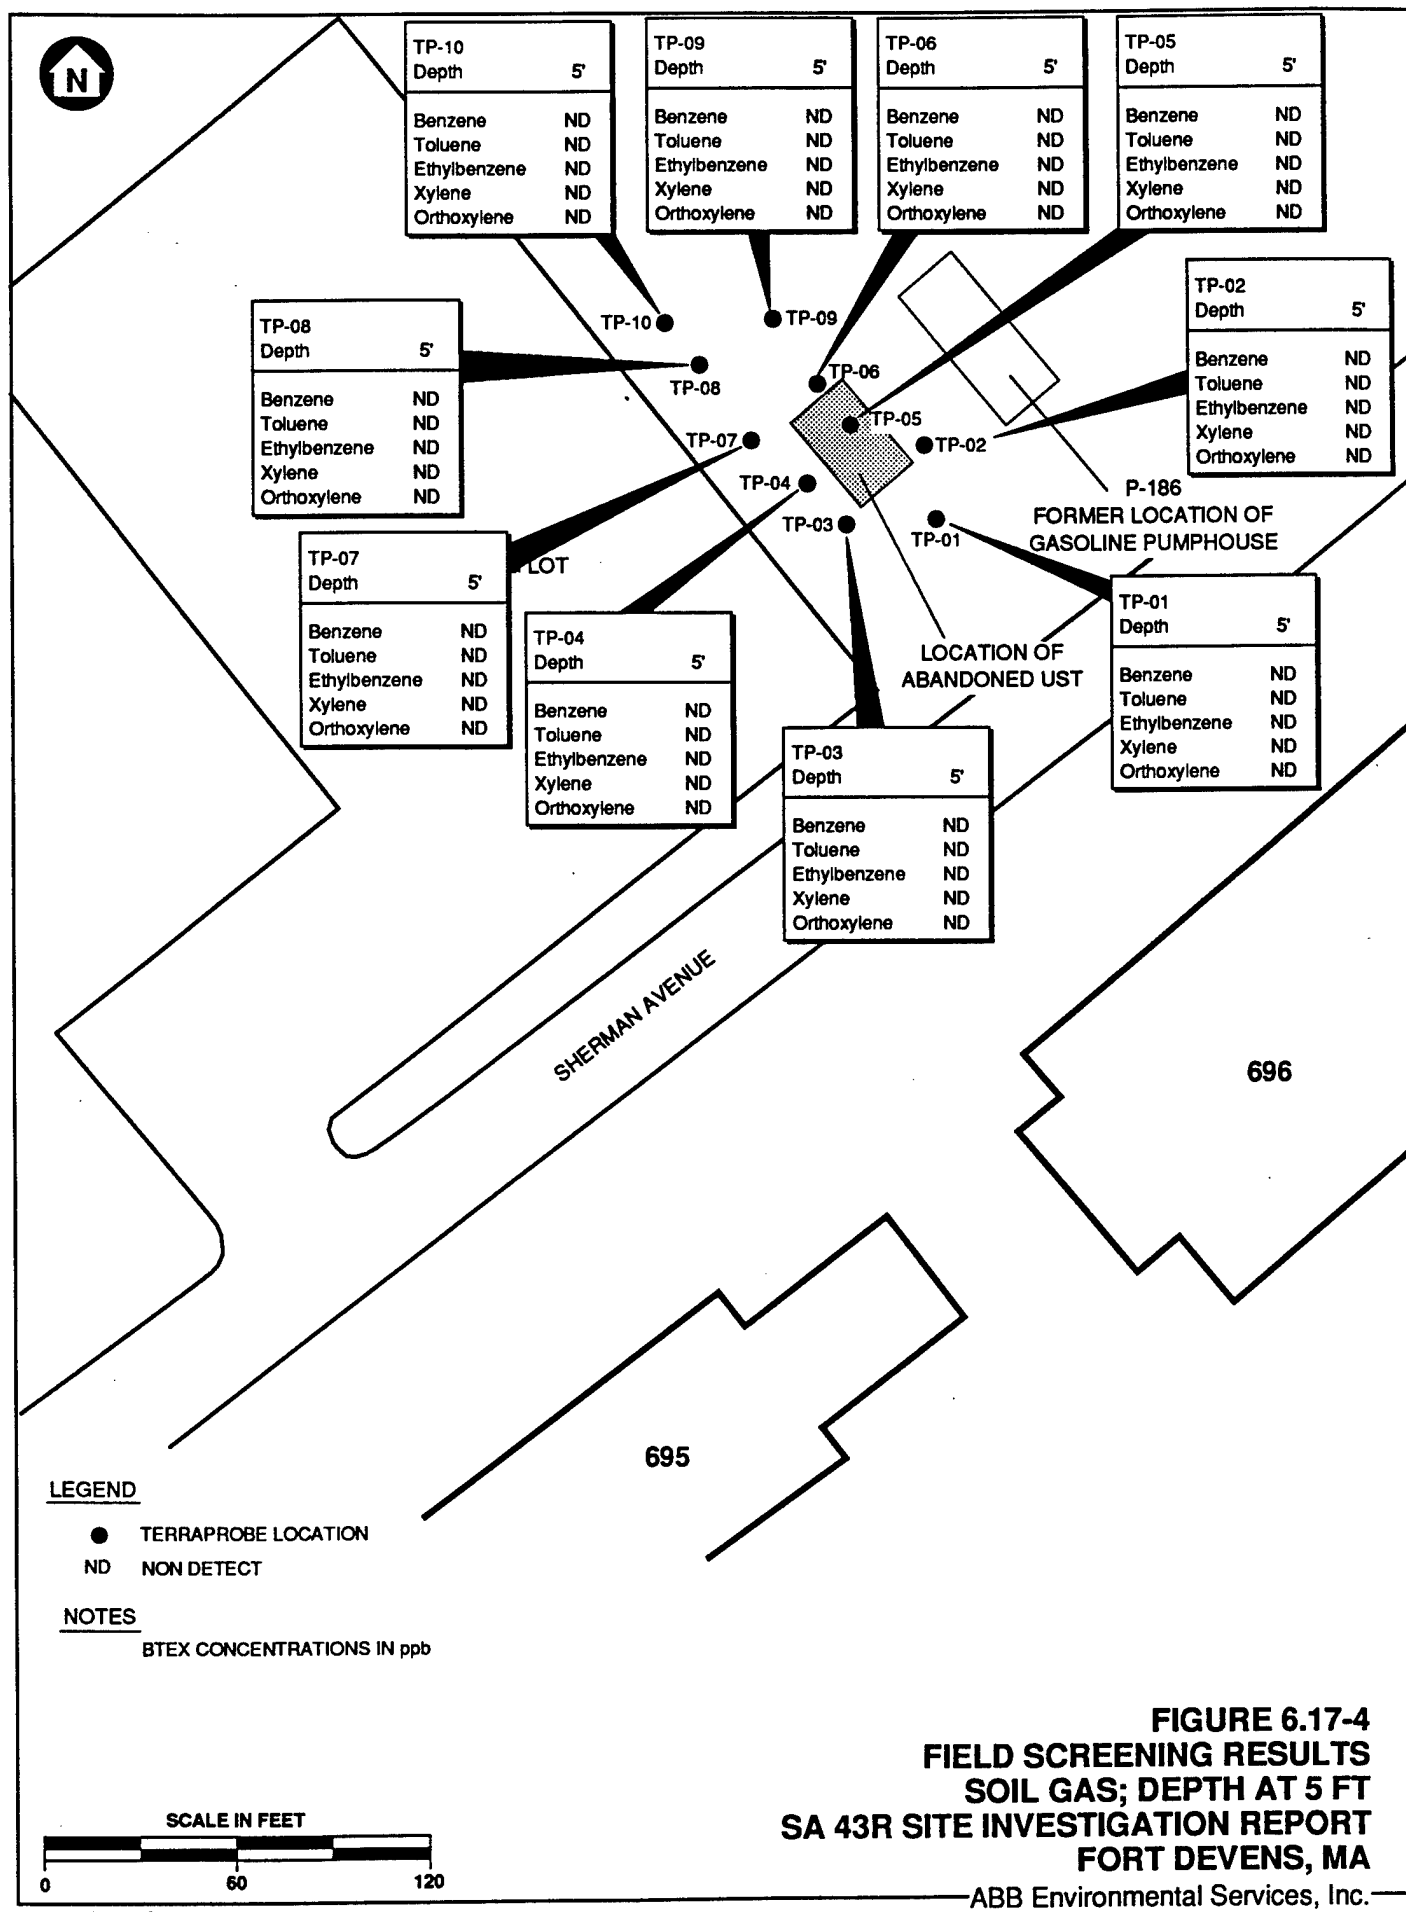 N
TP-10
Depth 5'
Benzene ND
Toluene ND
Ethylbenzene ND
Xylene ND
Orthoxylene ND
TP-09
Depth 5'
Benzene ND
Toluene ND
Ethylbenzene ND
Xylene ND
Orthoxylene ND
TP-06
Depth 5'
Benzene ND
Toluene ND
Ethylbenzene ND
Xylene ND
Orthoxylene ND
TP-05
Depth 5'
Benzene ND
Toluene ND
Ethylbenzene ND
Xylene ND
Orthoxylene ND
TP-02
Depth 5'
Benzene ND
Toluene ND
Ethylbenzene ND
Xylene ND
Orthoxylene ND
TP-08
Depth 5'
Benzene ND
Toluene ND
Ethylbenzene ND
Xylene ND
Orthoxylene ND
TP-10
TP-09
TP-08
TP-06
TP-05
TP-07
TP-02
TP-04
TP-03
TP-01
P-186
FORMER LOCATION OF
GASOLINE PUMPHOUSE
LOT
TP-07
Depth 5'
Benzene ND
Toluene ND
Ethylbenzene ND
Xylene ND
Orthoxylene ND
TP-04
Depth 5'
Benzene ND
Toluene ND
Ethylbenzene ND
Xylene ND
Orthoxylene ND
LOCATION OF
ABANDONED UST
TP-01
Depth 5'
Benzene ND
Toluene ND
Ethylbenzene ND
Xylene ND
Orthoxylene ND
TP-03
Depth 5'
Benzene ND
Toluene ND
Ethylbenzene ND
Xylene ND
Orthoxylene ND
SHERMAN AVENUE
696
695
LEGEND
TERRAPROBE LOCATION
ND NON DETECT
NOTES
BTEX CONCENTRATIONS IN ppb
SCALE IN FEET
0 60 120
FIGURE 6.17-4
FIELD SCREENING RESULTS
SOIL GAS; DEPTH AT 5 FT
SA 43R SITE INVESTIGATION REPORT
FORT DEVENS, MA
ABB Environmental Services, Inc.